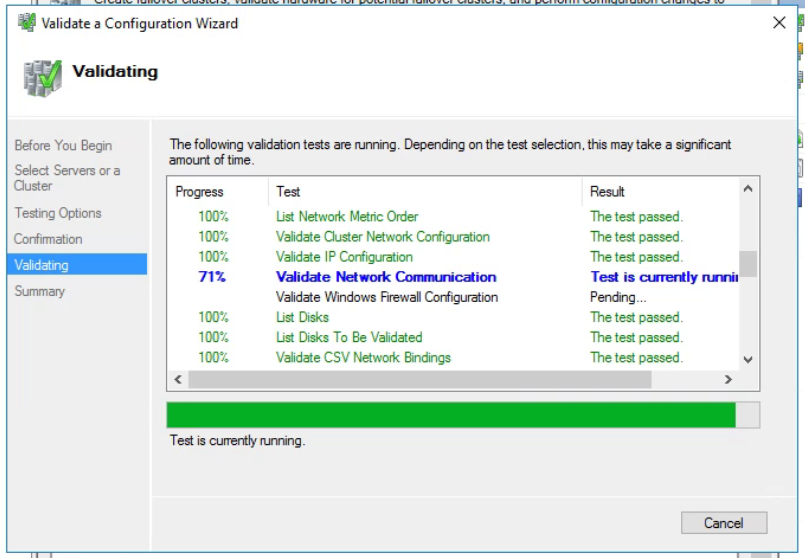 Create failover clusters, validate hardware for potential failover clusters, and perform configuration changes to
Validate a Configuration Wizard
Validating
Before You Begin
Select Servers or a
Cluster
Testing Options
Confirmation
Validating
Summary
The following validation tests are running. Depending on the test selection, this may take a significant
amount of time.
Progress Test Result
100% List Network Metric Order The test passed.
100% Validate Cluster Network Configuration The test passed.
100% Validate IP Configuration The test passed.
71% Validate Network Communication Test is currently runnin
Validate Windows Firewall Configuration Pending...
100% List Disks The test passed.
100% List Disks To Be Validated The test passed.
100% Validate CSV Network Bindings The test passed.
Test is currently running.
Cancel